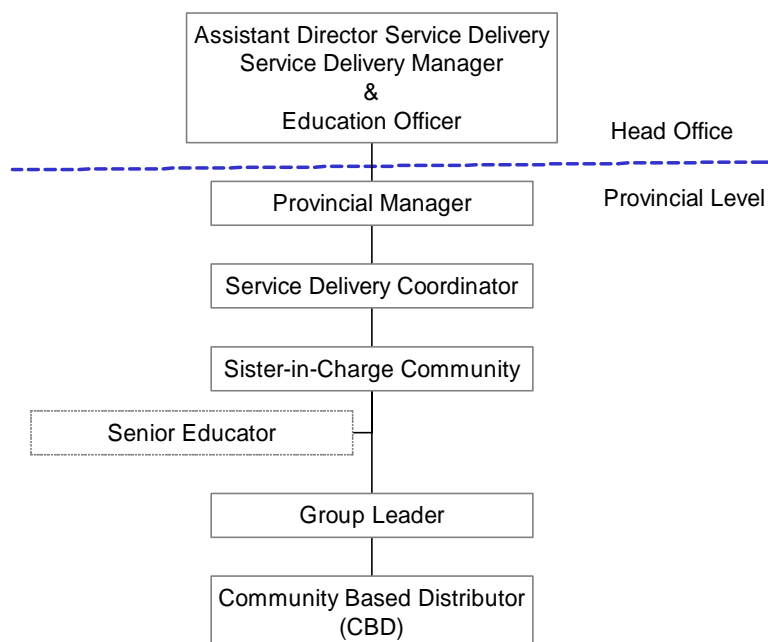 Assistant Director Service Delivery
Service Delivery Manager
&
Education Officer
Head Office
Provincial Level
Provincial Manager
Service Delivery Coordinator
Sister-in-Charge Community
Senior Educator
Group Leader
Community Based Distributor
(CBD)